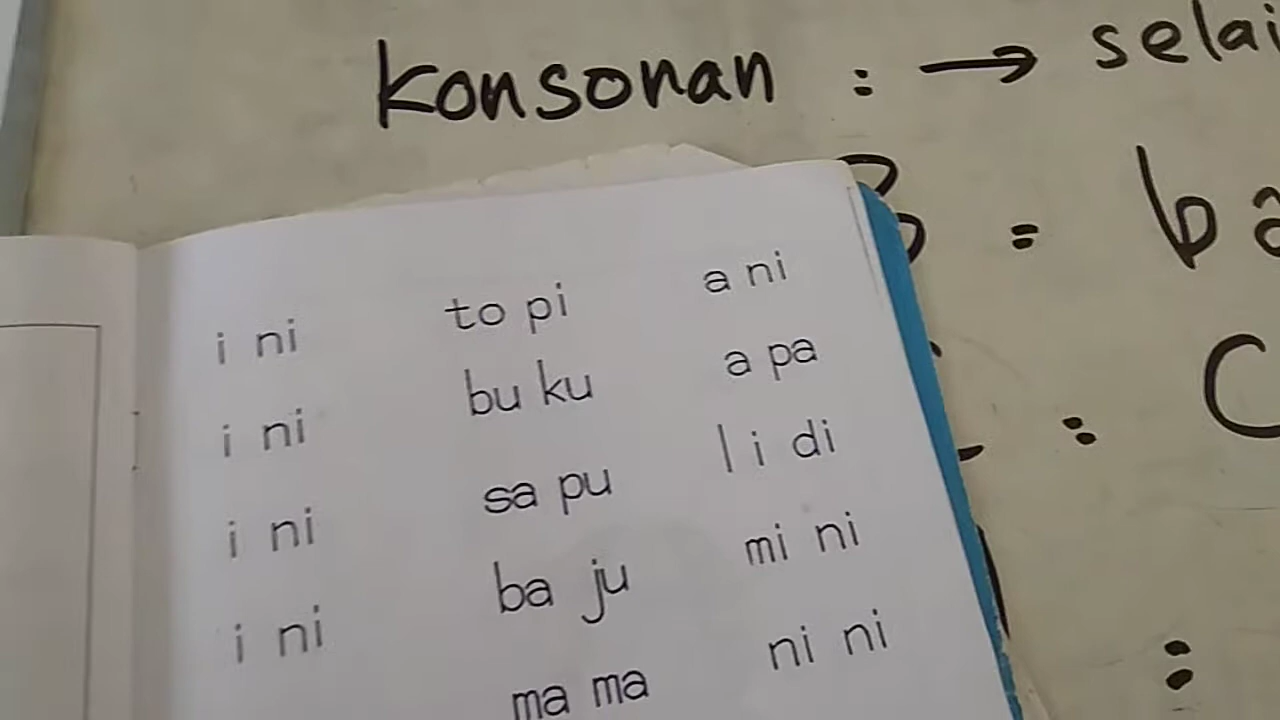 konsonan : → selai
B = ba
C
i ni to pi a ni
i ni bu ku a pa
i ni sa pu l i di
i ni ba ju mi ni
ma ma ni ni